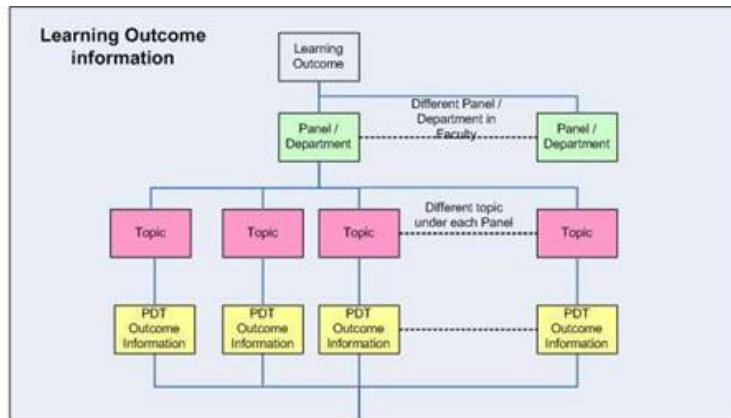 Learning Outcome
information
Learning
Outcome
Different Panel /
Department in
Faculty
Panel /
Department
Panel /
Department
Different topic
under each Panel
Topic
Topic
Topic
Topic
PDT
Outcome
Information
PDT
Outcome
Information
PDT
Outcome
Information
PDT
Outcome
Information